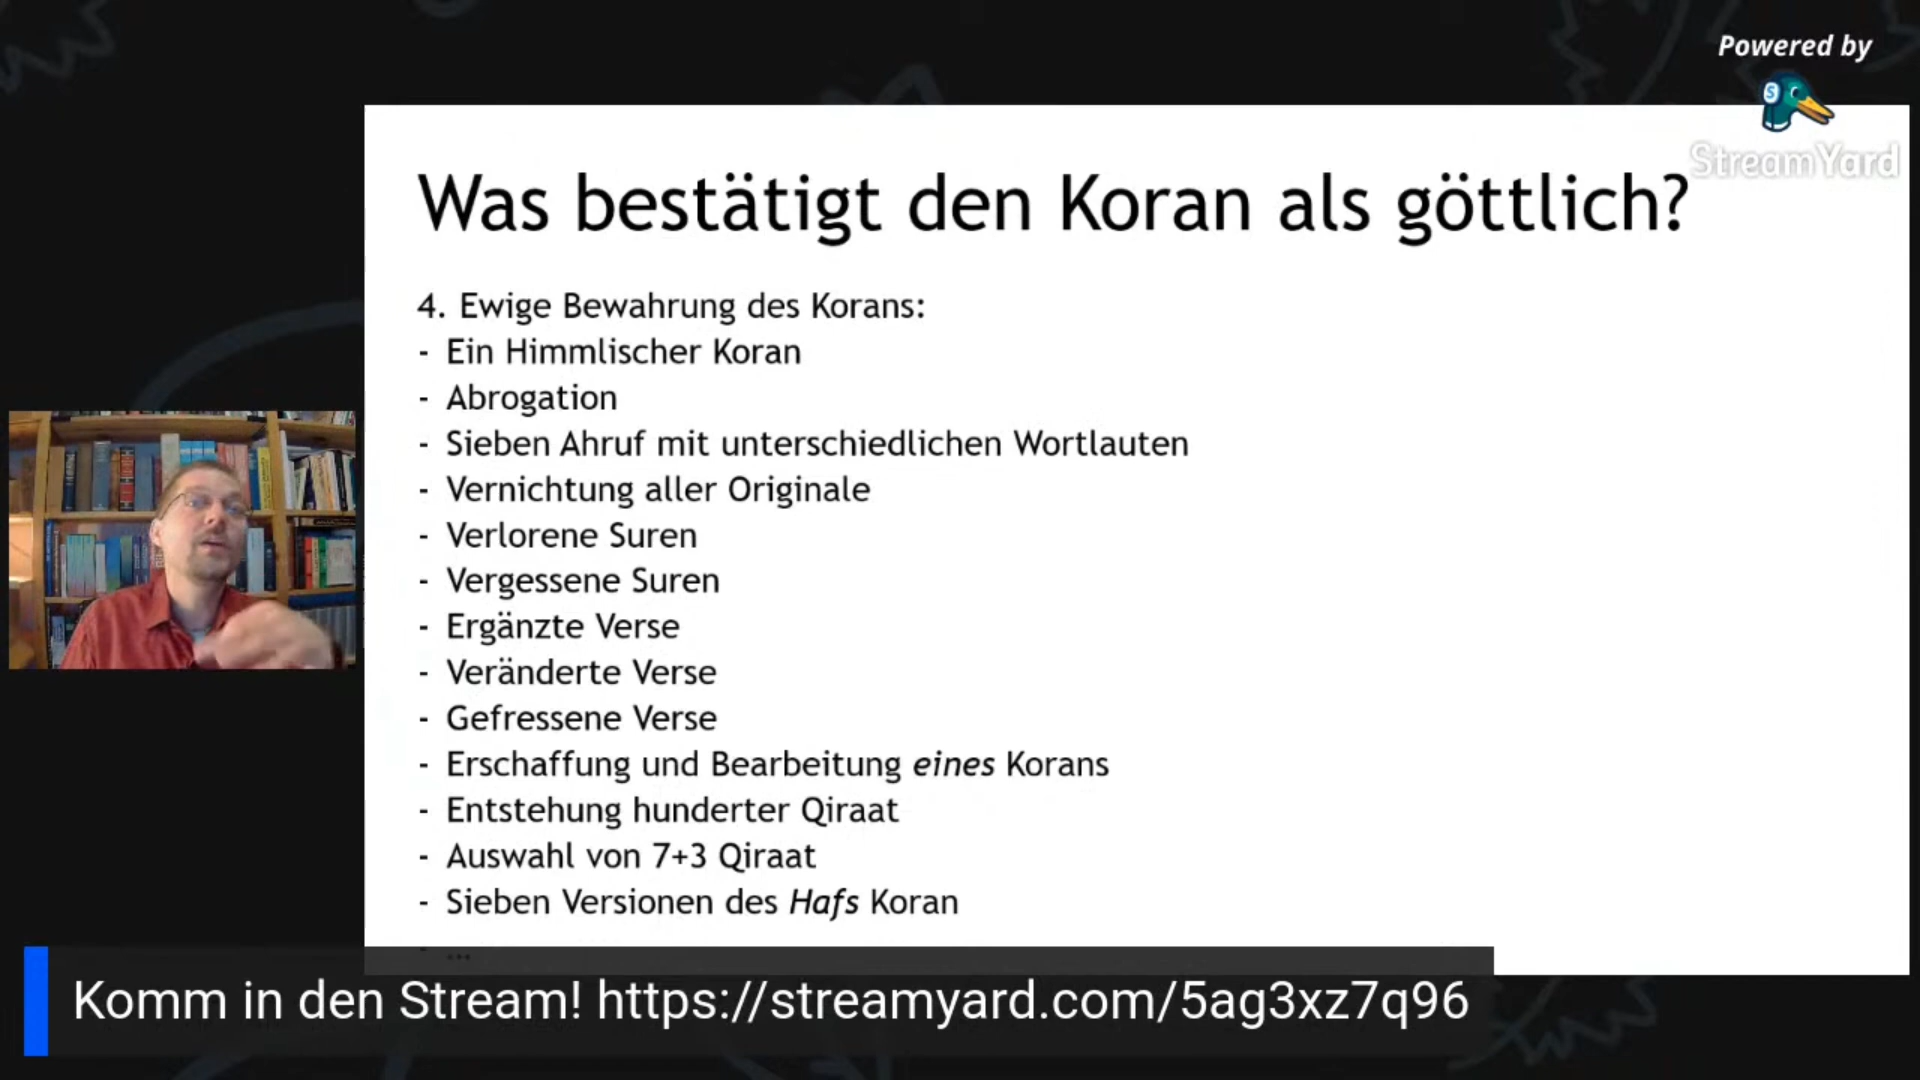 Powered by
StreamYard
Was bestätigt den Koran als göttlich?
4. Ewige Bewahrung des Korans:
- Ein Himmlischer Koran
- Abrogation
- Sieben Ahruf mit unterschiedlichen Wortlauten
- Vernichtung aller Originale
- Verlorene Suren
- Vergessene Suren
- Ergänzte Verse
- Veränderte Verse
- Gefressene Verse
- Erschaffung und Bearbeitung eines Korans
- Entstehung hunderter Qiraat
- Auswahl von 7+3 Qiraat
- Sieben Versionen des Hafs Koran
- ...
Komm in den Stream! https://streamyard.com/5ag3xz7q96